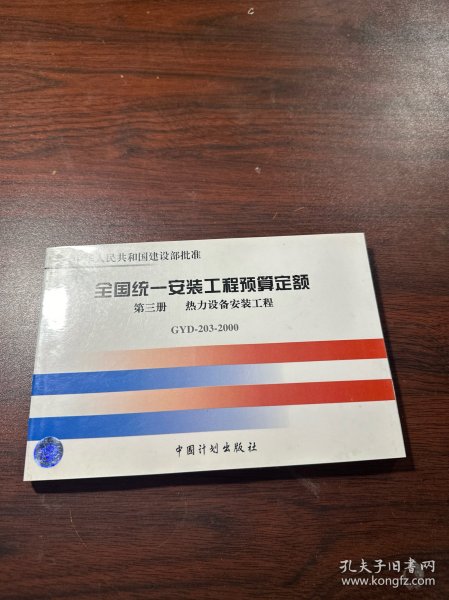 人民共和国建设部批准
全国统一安装工程预算定额
第三册 热力设备安装工程
GYD-203-2000
中国计划出版社
孔夫子旧书网
www.kongfz.com